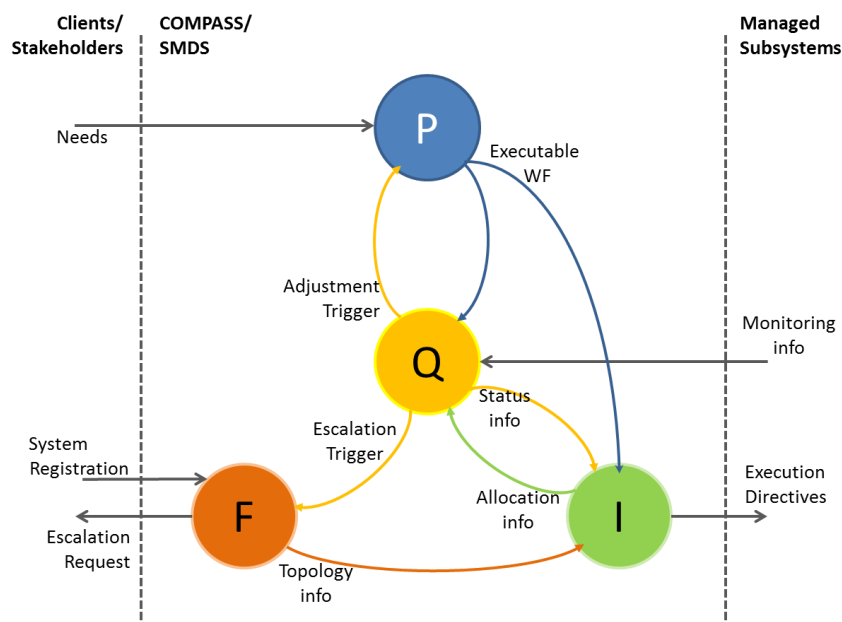 Clients/
Stakeholders
COMPASS/
SMDS
Managed
Subsystems
P
Needs
Executable
WF
Adjustment
Trigger
Monitoring
info
Q
Status
info
Escalation
Trigger
System
Registration
Allocation
info
Execution
Directives
F
I
Escalation
Request
Topology
info